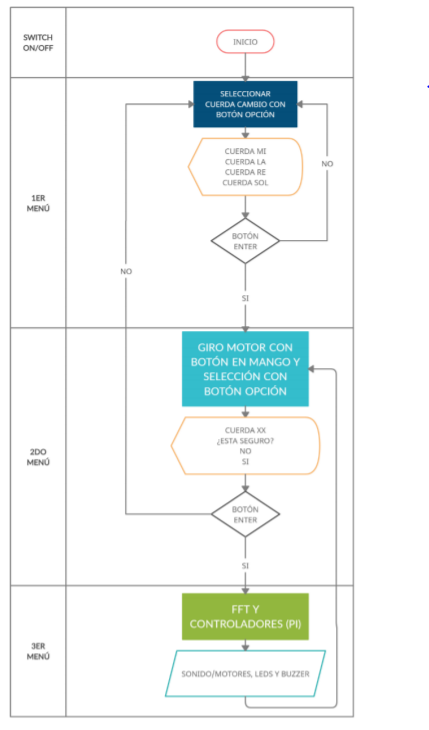 SWITCH
ON/OFF
INICIO
SELECCIONAR
CUERDA CAMBIO CON
BOTÓN OPCIÓN
CUERDA MI
CUERDA LA
CUERDA RE
CUERDA SOL
NO
1ER
MENÚ
BOTÓN
ENTER
NO
SI
GIRO MOTOR CON
BOTÓN EN MANGO Y
SELECCIÓN CON
BOTÓN OPCIÓN
2DO
MENÚ
CUERDA XX
¿ESTA SEGURO?
NO
SI
BOTÓN
ENTER
SI
FFT Y
CONTROLADORES (PI)
3ER
MENÚ
SONIDO/MOTORES, LEDS Y BUZZER